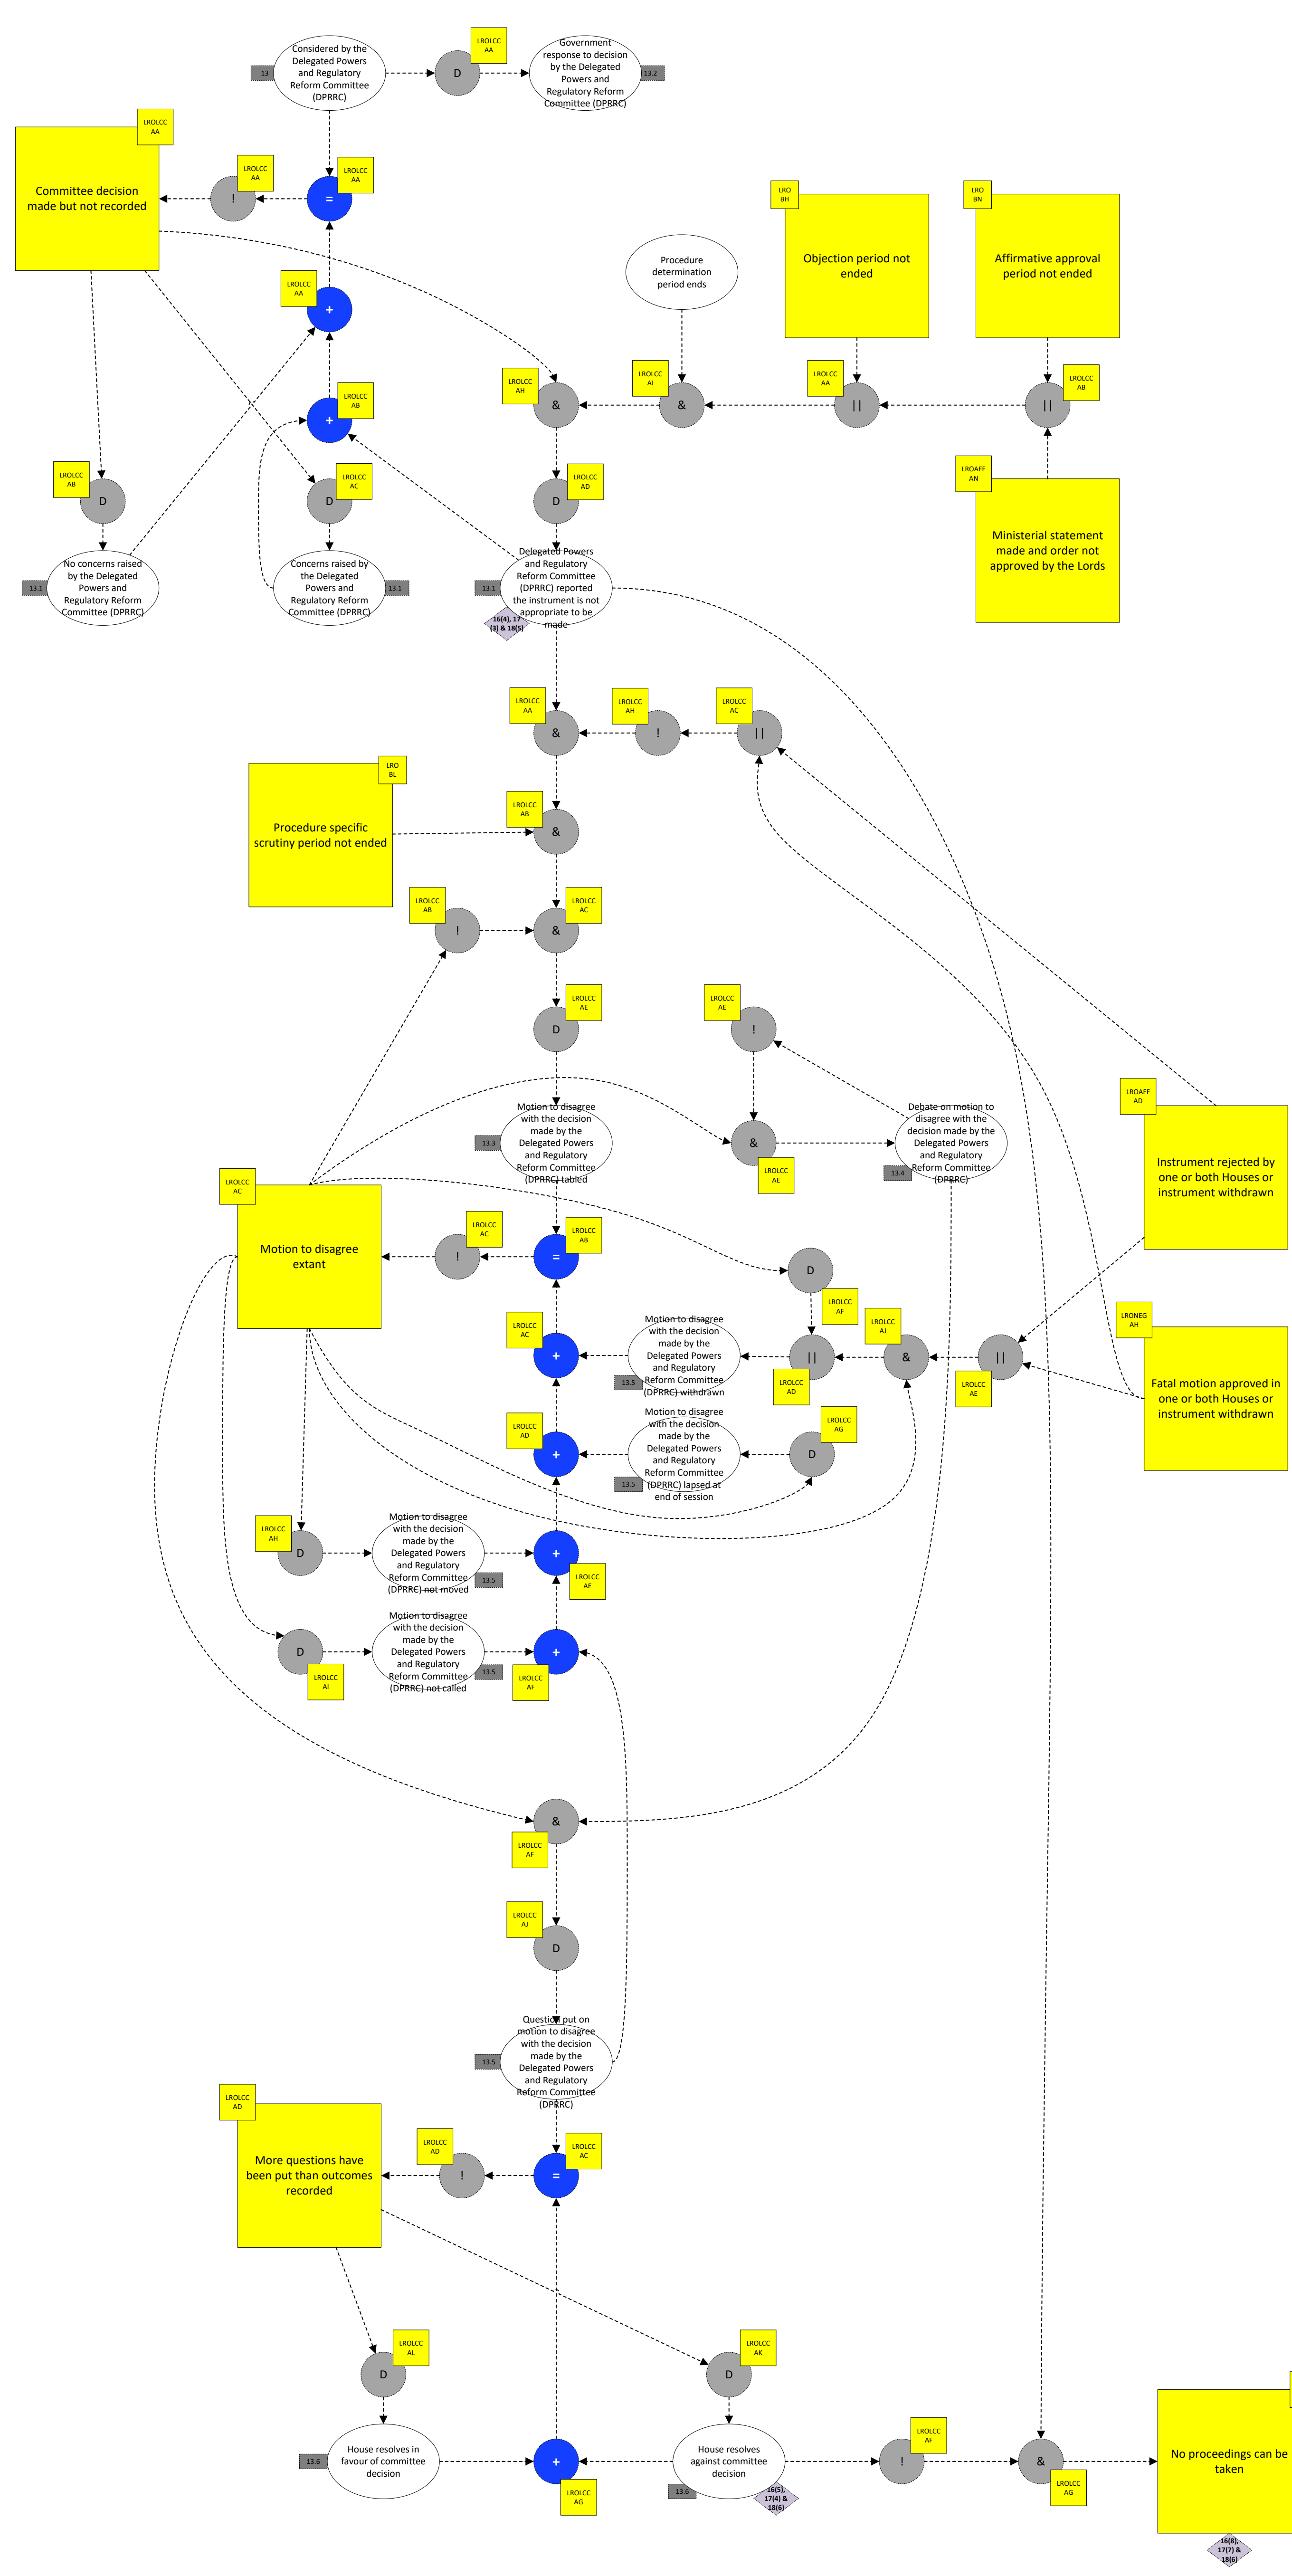 Considered by the
Delegated Powers
and Regulatory
Reform Committee
(DPRRC)
13
D
LROLCC
AA
Government
response to decision
by the Delegated
Powers and
Regulatory Reform
Committee (DPRRC)
13.2
LROLCC
AA
Committee decision
made but not recorded
LROLCC
AA
!
LROLCC
AA
=
LROLCC
AA
+
LROLCC
AB
+
Procedure
determination
period ends
LRO
BH
Objection period not
ended
LRO
BN
Affirmative approval
period not ended
LROLCC
AH
&
LROLCC
AI
&
LROLCC
AA
||
LROLCC
AB
||
LROAFF
AN
Ministerial statement
made and order not
approved by the Lords
LROLCC
AB
D
LROLCC
AC
D
LROLCC
AD
D
13.1
No concerns raised
by the Delegated
Powers and
Regulatory Reform
Committee (DPRRC)
Concerns raised by
the Delegated
Powers and
Regulatory Reform
Committee (DPRRC)
13.1
13.1
Delegated Powers
and Regulatory
Reform Committee
(DPRRC) reported
the instrument is not
appropriate to be
made
16(4), 17
(3) & 18(5)
LROLCC
AA
&
LROLCC
AH
!
LROLCC
AC
||
LRO
BL
Procedure specific
scrutiny period not ended
LROLCC
AB
&
LROLCC
AB
!
LROLCC
AC
&
LROLCC
AE
D
LROLCC
AE
!
13.3
Motion to disagree
with the decision
made by the
Delegated Powers
and Regulatory
Reform Committee
(DPRRC) tabled
&
LROLCC
AE
Debate on motion to
disagree with the
decision made by the
Delegated Powers
and Regulatory
Reform Committee
(DPRRC)
13.4
LROAFF
AD
Instrument rejected by
one or both Houses or
instrument withdrawn
LROLCC
AC
Motion to disagree
extant
LROLCC
AC
!
LROLCC
AB
=
D
LROLCC
AF
LROLCC
AC
+
Motion to disagree
with the decision
made by the
Delegated Powers
and Regulatory
Reform Committee
(DPRRC) withdrawn
13.5
||
LROLCC
AD
LROLCC
AJ
&
||
LROLCC
AE
LRONEG
AH
Fatal motion approved in
one or both Houses or
instrument withdrawn
LROLCC
AD
+
Motion to disagree
with the decision
made by the
Delegated Powers
and Regulatory
Reform Committee
(DPRRC) lapsed at
end of session
13.5
LROLCC
AG
D
LROLCC
AH
D
Motion to disagree
with the decision
made by the
Delegated Powers
and Regulatory
Reform Committee
(DPRRC) not moved
13.5
+
LROLCC
AE
D
LROLCC
AI
Motion to disagree
with the decision
made by the
Delegated Powers
and Regulatory
Reform Committee
(DPRRC) not called
13.5
+
LROLCC
AF
&
LROLCC
AF
LROLCC
AJ
D
13.5
Question put on
motion to disagree
with the decision
made by the
Delegated Powers
and Regulatory
Reform Committee
(DPRRC)
LROLCC
AD
More questions have
been put than outcomes
recorded
LROLCC
AD
!
LROLCC
AC
=
LROLCC
AL
D
LROLCC
AK
D
13.6
House resolves in
favour of committee
decision
+
LROLCC
AG
House resolves
against committee
decision
13.6
16(5),
17(4) &
18(6)
LROLCC
AF
!
&
LROLCC
AG
No proceedings can be
taken
16(8),
17(7) &
18(6)